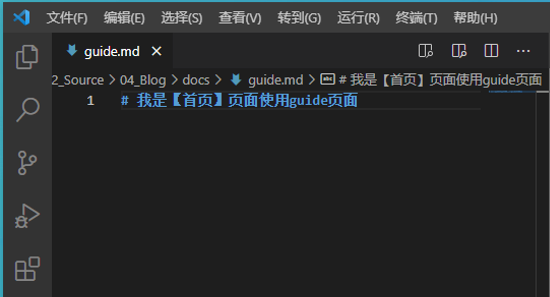 文件(F) 编辑(E) 选择(S) 查看(V) 转到(G) 运行(R) 终端(T) 帮助(H)
guide.md
2_Source > 04_Blog > docs > guide.md > # 我是【首页】页面使用guide页面
1 # 我是【首页】页面使用guide页面